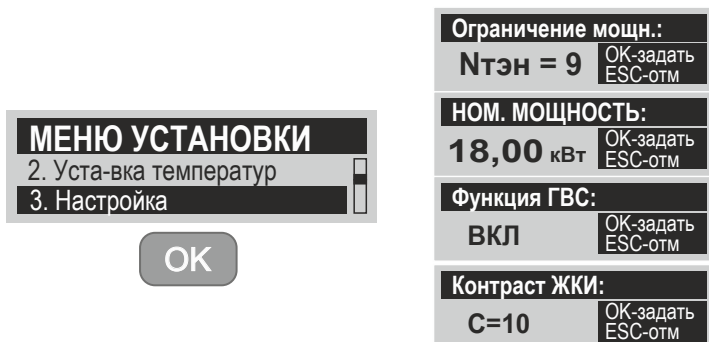 МЕНЮ УСТАНОВКИ
2. Уста-вка температур
3. Настройка
OK
Ограничение мощн.:
Nтэн = 9
OK-задать
ESC-отм
НОМ. МОЩНОСТЬ:
18,00 кВт
OK-задать
ESC-отм
Функция ГВС:
ВКЛ
OK-задать
ESC-отм
Контраст ЖКИ:
C=10
OK-задать
ESC-отм